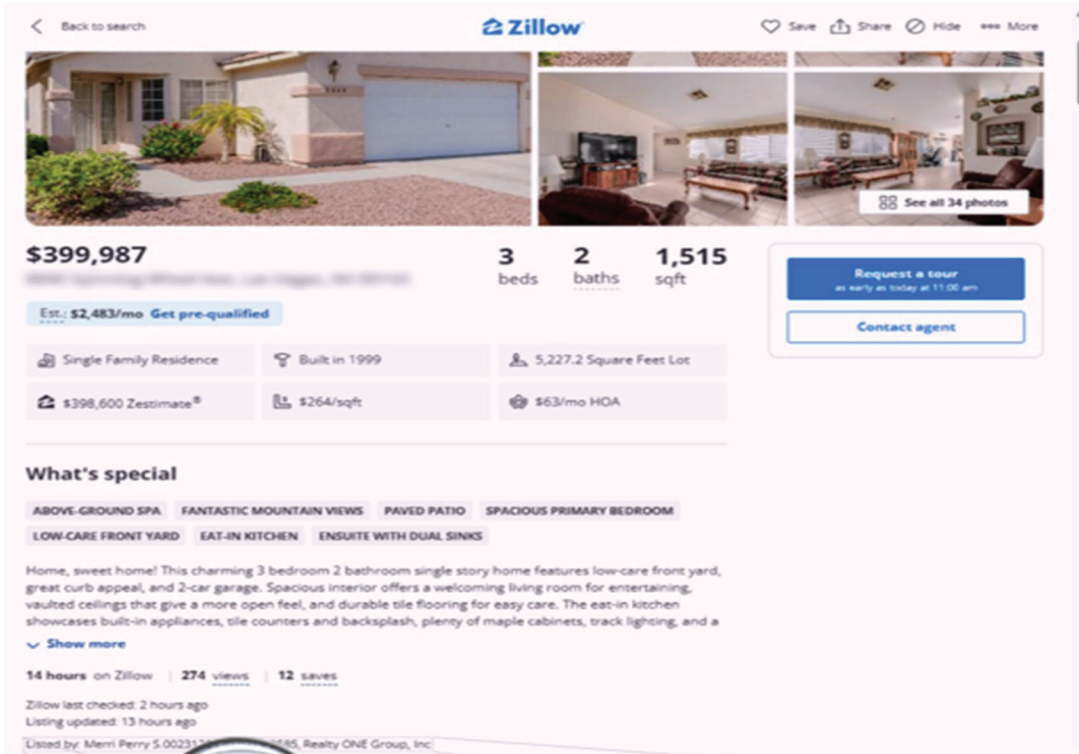 Back to search
Zillow
Save Share Hide More
See all 34 photos
$399,987
3 beds
2 baths
1,515 sqft
Request a tour
as early as today at 11:00 am
Contact agent
Est.: $2,483/mo Get pre-qualified
Single Family Residence
Built in 1999
5,227.2 Square Feet Lot
$398,600 Zestimate®
$264/sqft
$63/mo HOA
What's special
ABOVE-GROUND SPA FANTASTIC MOUNTAIN VIEWS PAVED PATIO SPACIOUS PRIMARY BEDROOM
LOW-CARE FRONT YARD EAT-IN KITCHEN ENSUITE WITH DUAL SINKS
Home, sweet home! This charming 3 bedroom 2 bathroom single story home features low-care front yard,
great curb appeal, and 2-car garage. Spacious interior offers a welcoming living room for entertaining,
vaulted ceilings that give a more open feel, and durable tile flooring for easy care. The eat-in kitchen
showcases built-in appliances, tile counters and backsplash, plenty of maple cabinets, track lighting, and a
Show more
14 hours on Zillow | 274 views | 12 saves
Zillow last checked: 2 hours ago
Listing updated: 13 hours ago
Listed by: Merri Perry Realty ONE Group, Inc